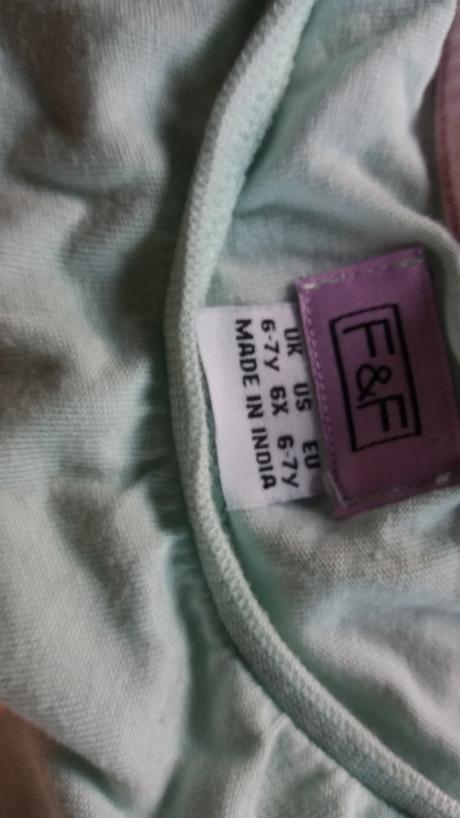 F&F
UK US EU
6-7Y 6X 6-7Y
MADE IN INDIA